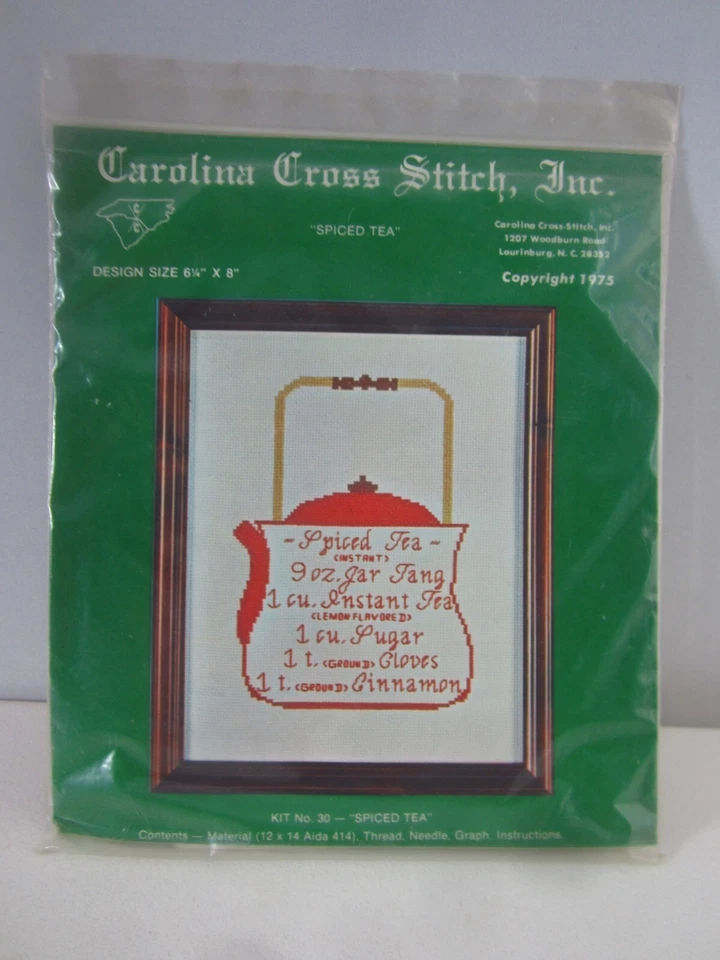 Carolina Cross Stitch, Inc.
"SPICED TEA"
Carolina Cross-Stitch, Inc.
1207 Woodburn Road
Laurinburg, N. C. 28352
DESIGN SIZE 6¼" X 8"
Copyright 1975
~Spiced Tea~
(INSTANT)
9 oz. Jar Tang
1 cu. Instant Tea
(LEMON FLAVORED)
1 cu. Sugar
1 t. (GROUND) Cloves
1 t. (GROUND) Cinnamon
KIT No. 30 — "SPICED TEA"
Contents — Material (12 x 14 Aida 414), Thread, Needle, Graph, Instructions